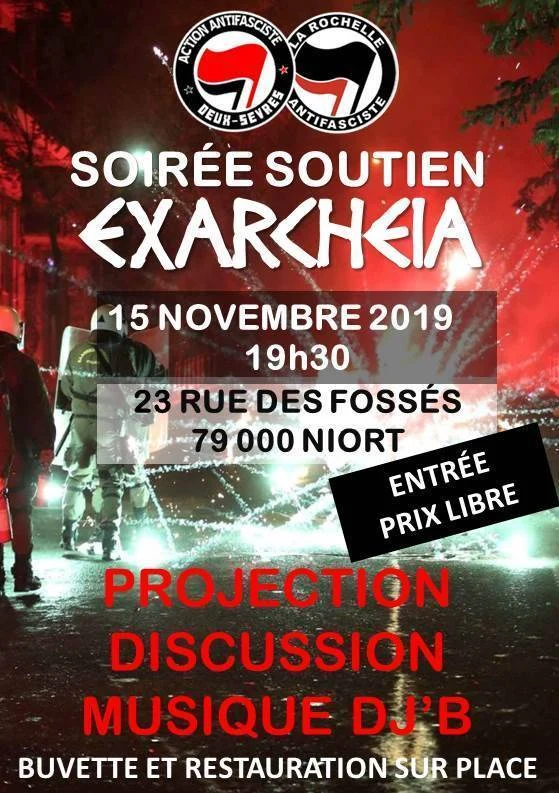 ACTION ANTIFASCISTE
DEUX-SEVRES
LA ROCHELLE
ANTIFASCISTE
SOIRÉE SOUTIEN
EXARCHEIA
15 NOVEMBRE 2019
19h30
23 RUE DES FOSSÉS
79 000 NIORT
ENTRÉE
PRIX LIBRE
PROJECTION
DISCUSSION
MUSIQUE DJ'B
BUVETTE ET RESTAURATION SUR PLACE